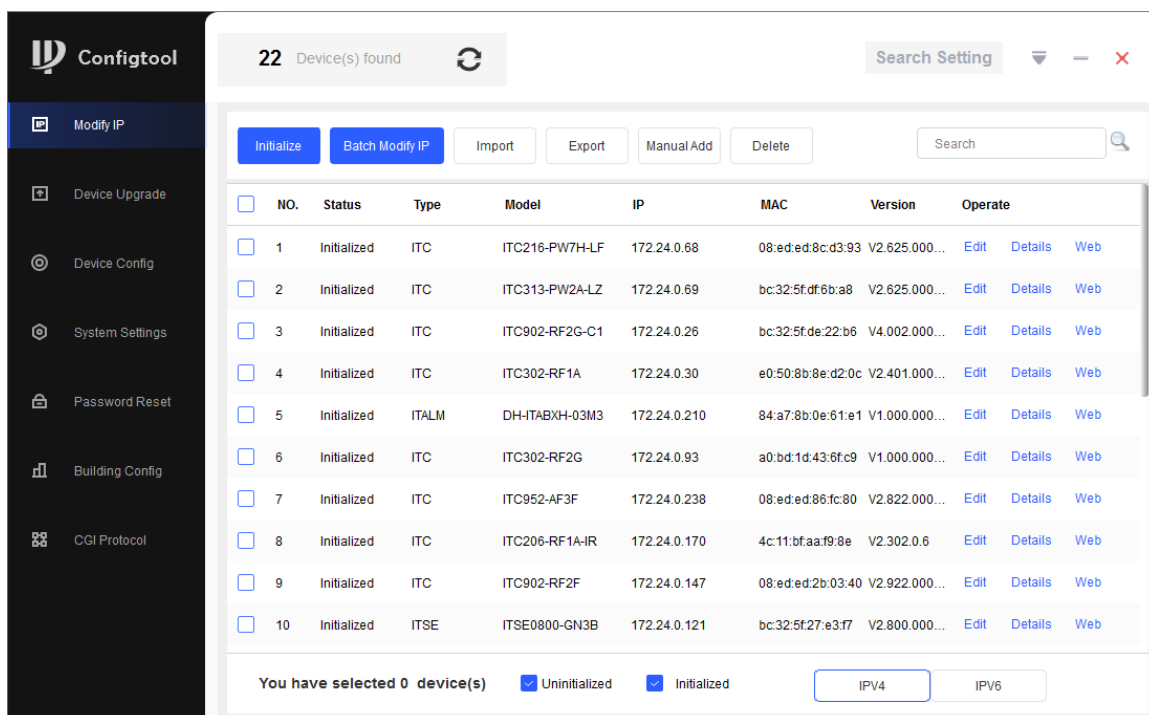 IP Configtool
22 Device(s) found
Search Setting
IP Modify IP
Device Upgrade
Device Config
System Settings
Password Reset
Building Config
CGI Protocol
Initialize Batch Modify IP Import Export Manual Add Delete Search
NO. Status Type Model IP MAC Version Operate
1 Initialized ITC ITC216-PW7H-LF 172.24.0.68 08:ed:ed:8c:d3:93 V2.625.000... Edit Details Web
2 Initialized ITC ITC313-PW2A-LZ 172.24.0.69 bc:32:5f:df:6b:a8 V2.625.000... Edit Details Web
3 Initialized ITC ITC902-RF2G-C1 172.24.0.26 bc:32:5f:de:22:b6 V4.002.000... Edit Details Web
4 Initialized ITC ITC302-RF1A 172.24.0.30 e0:50:8b:8e:d2:0c V2.401.000... Edit Details Web
5 Initialized ITALM DH-ITABXH-03M3 172.24.0.210 84:a7:8b:0e:61:e1 V1.000.000... Edit Details Web
6 Initialized ITC ITC302-RF2G 172.24.0.93 a0:bd:1d:43:6f:c9 V1.000.000... Edit Details Web
7 Initialized ITC ITC952-AF3F 172.24.0.238 08:ed:ed:86:fc:80 V2.822.000... Edit Details Web
8 Initialized ITC ITC206-RF1A-IR 172.24.0.170 4c:11:bf:aa:f9:8e V2.302.0.6 Edit Details Web
9 Initialized ITC ITC902-RF2F 172.24.0.147 08:ed:ed:2b:03:40 V2.922.000... Edit Details Web
10 Initialized ITSE ITSE0800-GN3B 172.24.0.121 bc:32:5f:27:e3:f7 V2.800.000... Edit Details Web
You have selected 0 device(s) Uninitialized Initialized IPV4 IPV6